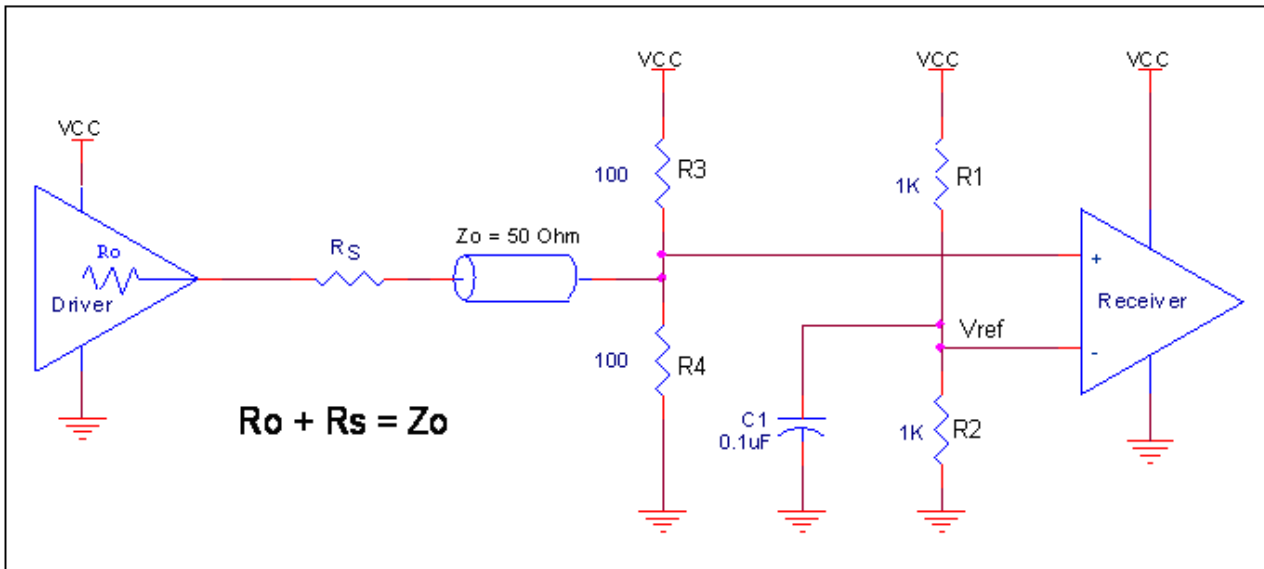 VCC
VCC
VCC
VCC
R3
100
R1
1K
Ro
Driver
RS
Zo = 50 Ohm
+
Receiver
-
Vref
100
R4
Ro + Rs = Zo
C1
0.1uF
1K
R2